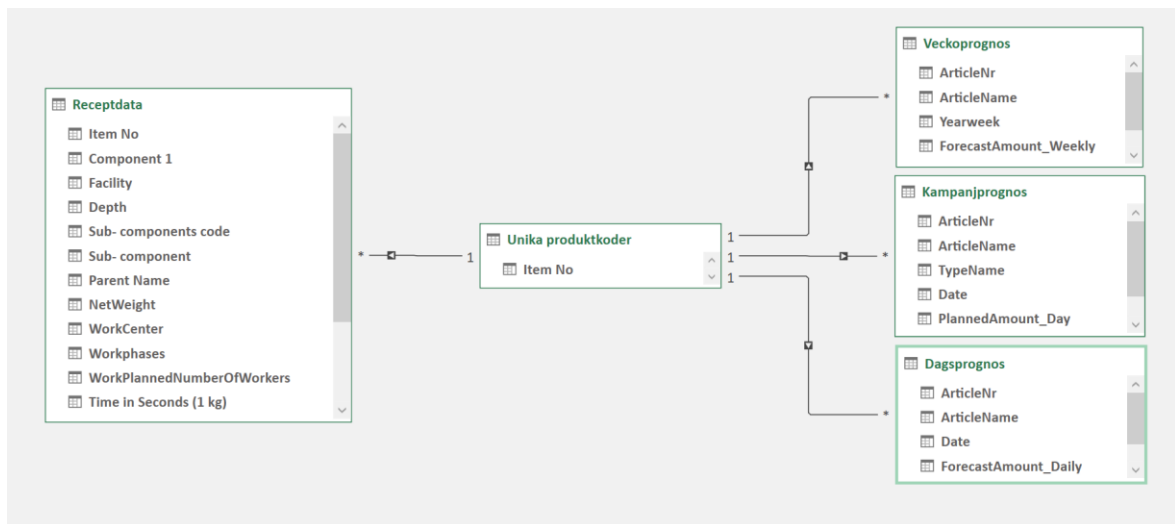 Receptdata
Item No
Component 1
Facility
Depth
Sub- components code
Sub- component
Parent Name
NetWeight
WorkCenter
Workphases
WorkPlannedNumberOfWorkers
Time in Seconds (1 kg)
* 1
Unika produktkoder
Item No
1 *
1 *
1 *
Veckoprognos
ArticleNr
ArticleName
Yearweek
ForecastAmount_Weekly
Kampanjprognos
ArticleNr
ArticleName
TypeName
Date
PlannedAmount_Day
Dagsprognos
ArticleNr
ArticleName
Date
ForecastAmount_Daily